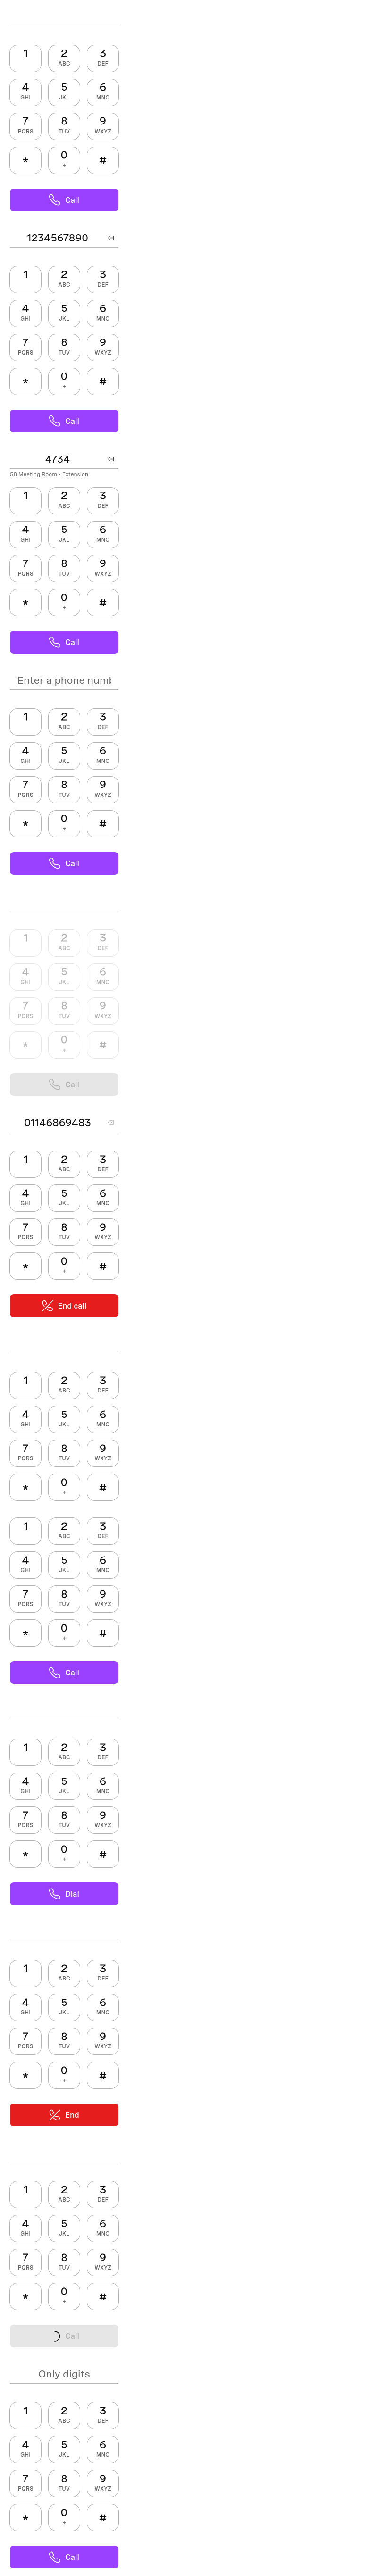 1 2 3
ABC DEF
4 5 6
GHI JKL MNO
7 8 9
PQRS TUV WXYZ
* 0 #
+
Call
1234567890
1 2 3
ABC DEF
4 5 6
GHI JKL MNO
7 8 9
PQRS TUV WXYZ
* 0 #
+
Call
4734
58 Meeting Room - Extension
1 2 3
ABC DEF
4 5 6
GHI JKL MNO
7 8 9
PQRS TUV WXYZ
* 0 #
+
Call
Enter a phone numl
1 2 3
ABC DEF
4 5 6
GHI JKL MNO
7 8 9
PQRS TUV WXYZ
* 0 #
+
Call
1 2 3
ABC DEF
4 5 6
GHI JKL MNO
7 8 9
PQRS TUV WXYZ
* 0 #
+
Call
01146869483
1 2 3
ABC DEF
4 5 6
GHI JKL MNO
7 8 9
PQRS TUV WXYZ
* 0 #
+
End call
1 2 3
ABC DEF
4 5 6
GHI JKL MNO
7 8 9
PQRS TUV WXYZ
* 0 #
+
1 2 3
ABC DEF
4 5 6
GHI JKL MNO
7 8 9
PQRS TUV WXYZ
* 0 #
+
Call
1 2 3
ABC DEF
4 5 6
GHI JKL MNO
7 8 9
PQRS TUV WXYZ
* 0 #
+
Dial
1 2 3
ABC DEF
4 5 6
GHI JKL MNO
7 8 9
PQRS TUV WXYZ
* 0 #
+
End
1 2 3
ABC DEF
4 5 6
GHI JKL MNO
7 8 9
PQRS TUV WXYZ
* 0 #
+
Call
Only digits
1 2 3
ABC DEF
4 5 6
GHI JKL MNO
7 8 9
PQRS TUV WXYZ
* 0 #
+
Call